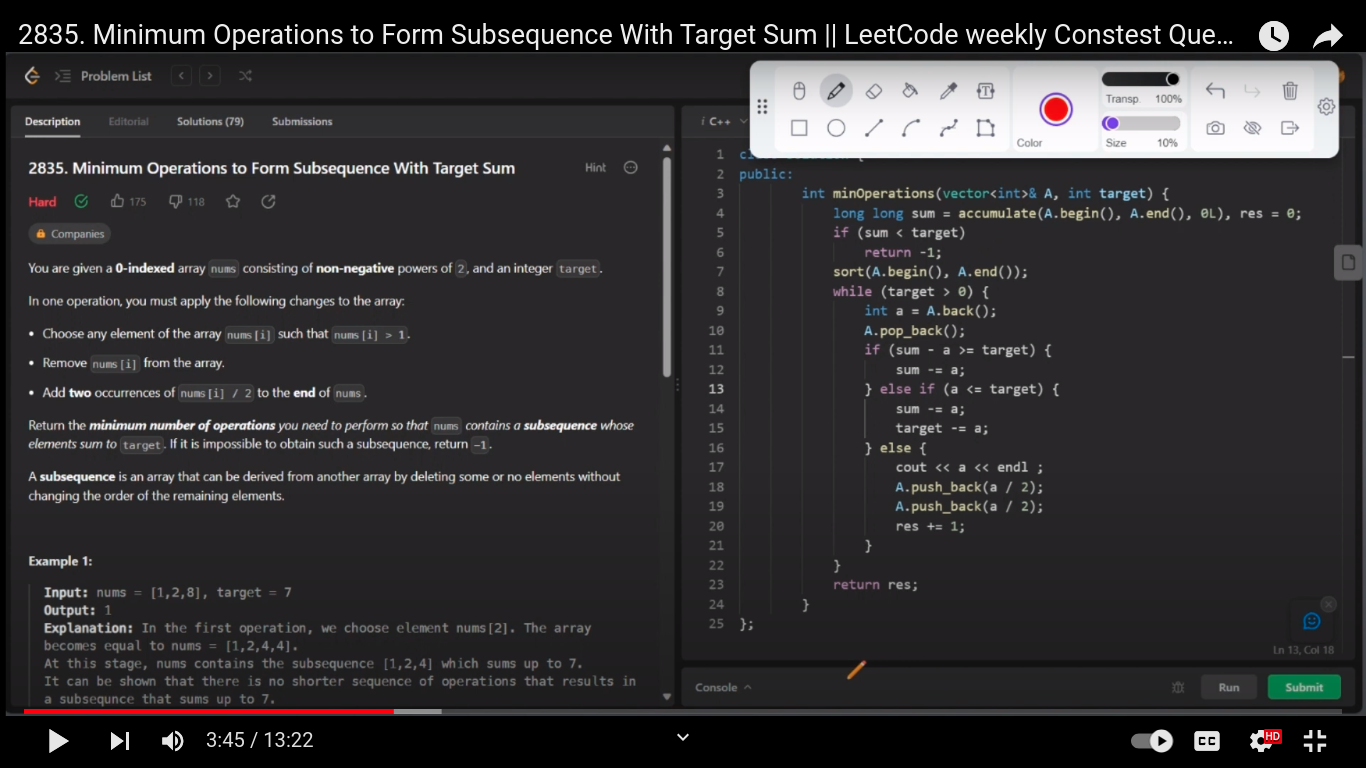 2835. Minimum Operations to Form Subsequence With Target Sum || LeetCode weekly Constest Que...
Problem List
Description Editorial Solutions (79) Submissions
2835. Minimum Operations to Form Subsequence With Target Sum Hint
Hard 175 118
Companies
You are given a 0-indexed array nums consisting of non-negative powers of 2, and an integer target.
In one operation, you must apply the following changes to the array:
• Choose any element of the array nums[i] such that nums[i] > 1.
• Remove nums[i] from the array.
• Add two occurrences of nums[i] / 2 to the end of nums.
Return the minimum number of operations you need to perform so that nums contains a subsequence whose
elements sum to target. If it is impossible to obtain such a subsequence, return -1.
A subsequence is an array that can be derived from another array by deleting some or no elements without
changing the order of the remaining elements.
Example 1:
Input: nums = [1,2,8], target = 7
Output: 1
Explanation: In the first operation, we choose element nums[2]. The array
becomes equal to nums = [1,2,4,4].
At this stage, nums contains the subsequence [1,2,4] which sums up to 7.
It can be shown that there is no shorter sequence of operations that results in
a subsequnce that sums up to 7.
i C++
Transp. 100%
Color
Size 10%
1
2 public:
3 int minOperations(vector<int>& A, int target) {
4 long long sum = accumulate(A.begin(), A.end(), 0L), res = 0;
5 if (sum < target)
6 return -1;
7 sort(A.begin(), A.end());
8 while (target > 0) {
9 int a = A.back();
10 A.pop_back();
11 if (sum - a >= target) {
12 sum -= a;
13 } else if (a <= target) {
14 sum -= a;
15 target -= a;
16 } else {
17 cout << a << endl ;
18 A.push_back(a / 2);
19 A.push_back(a / 2);
20 res += 1;
21 }
22 }
23 return res;
24 }
25 };
Ln 13, Col 18
Console Run Submit
3:45 / 13:22
CC HD